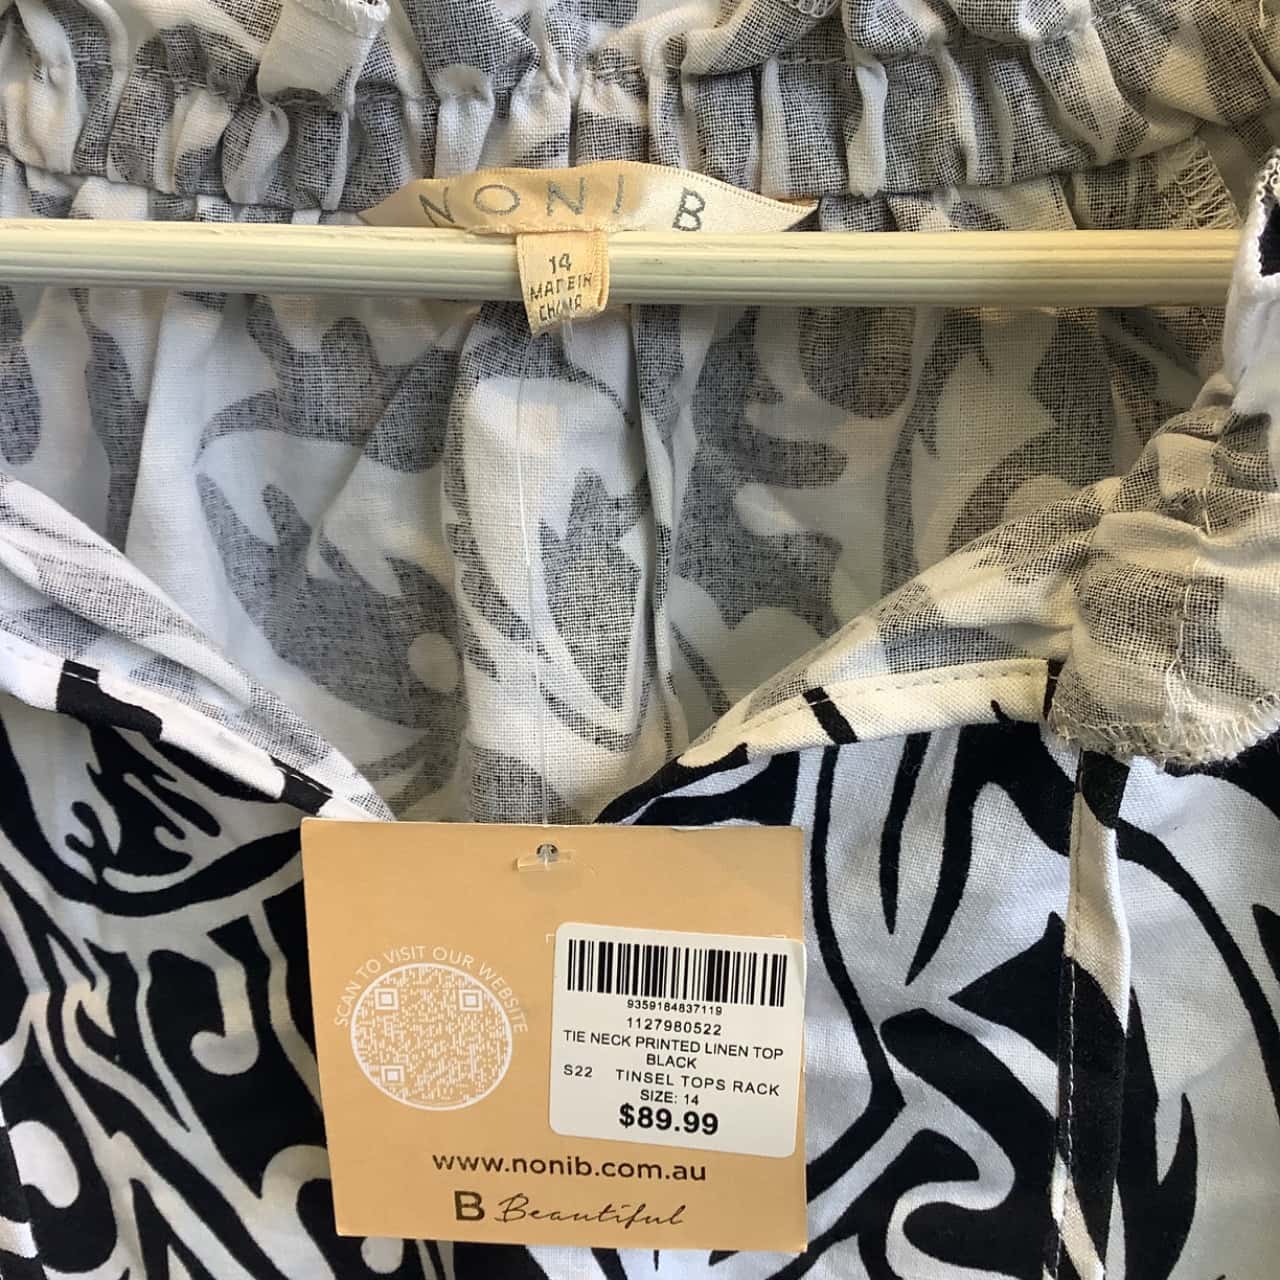 NONI B
14
MADE IN
CHINA
SCAN TO VISIT OUR WEBSITE
9359184837119
1127980522
TIE NECK PRINTED LINEN TOP
BLACK
S22 TINSEL TOPS RACK
SIZE: 14
$89.99
www.nonib.com.au
B Beautiful